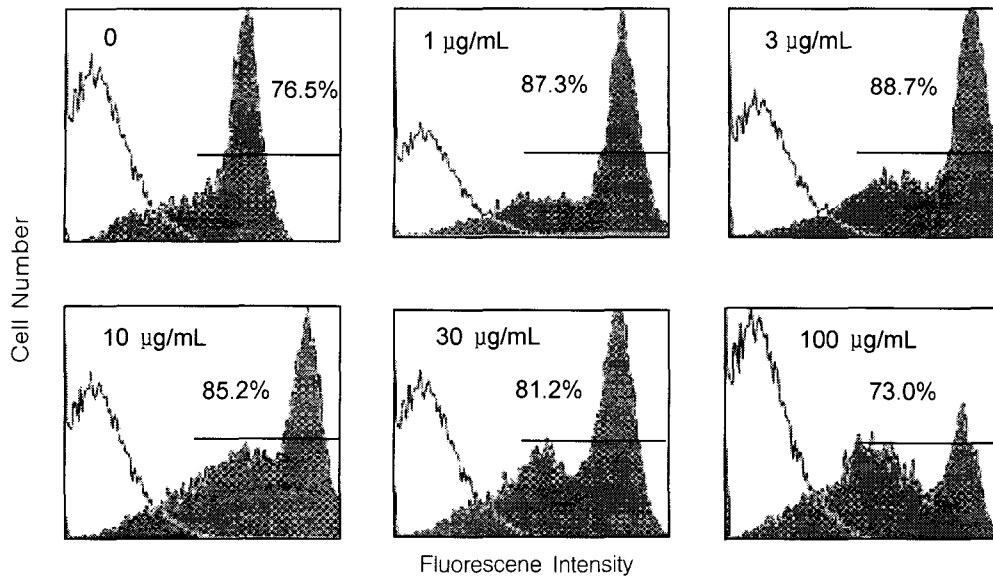 0
76.5%
1 μg/mL
87.3%
3 μg/mL
88.7%
10 μg/mL
85.2%
30 μg/mL
81.2%
100 μg/mL
73.0%
Cell Number
Fluorescene Intensity